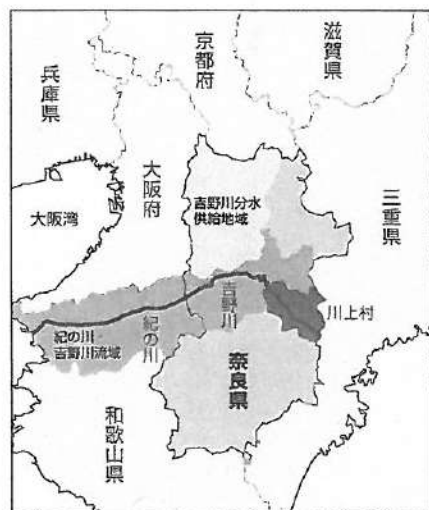 滋賀県
京都府
兵庫県
大阪府
三重県
大阪湾
吉野川分水
供給地域
川上村
吉野川
紀の川
紀の川
吉野川流域
奈良県
和歌山県